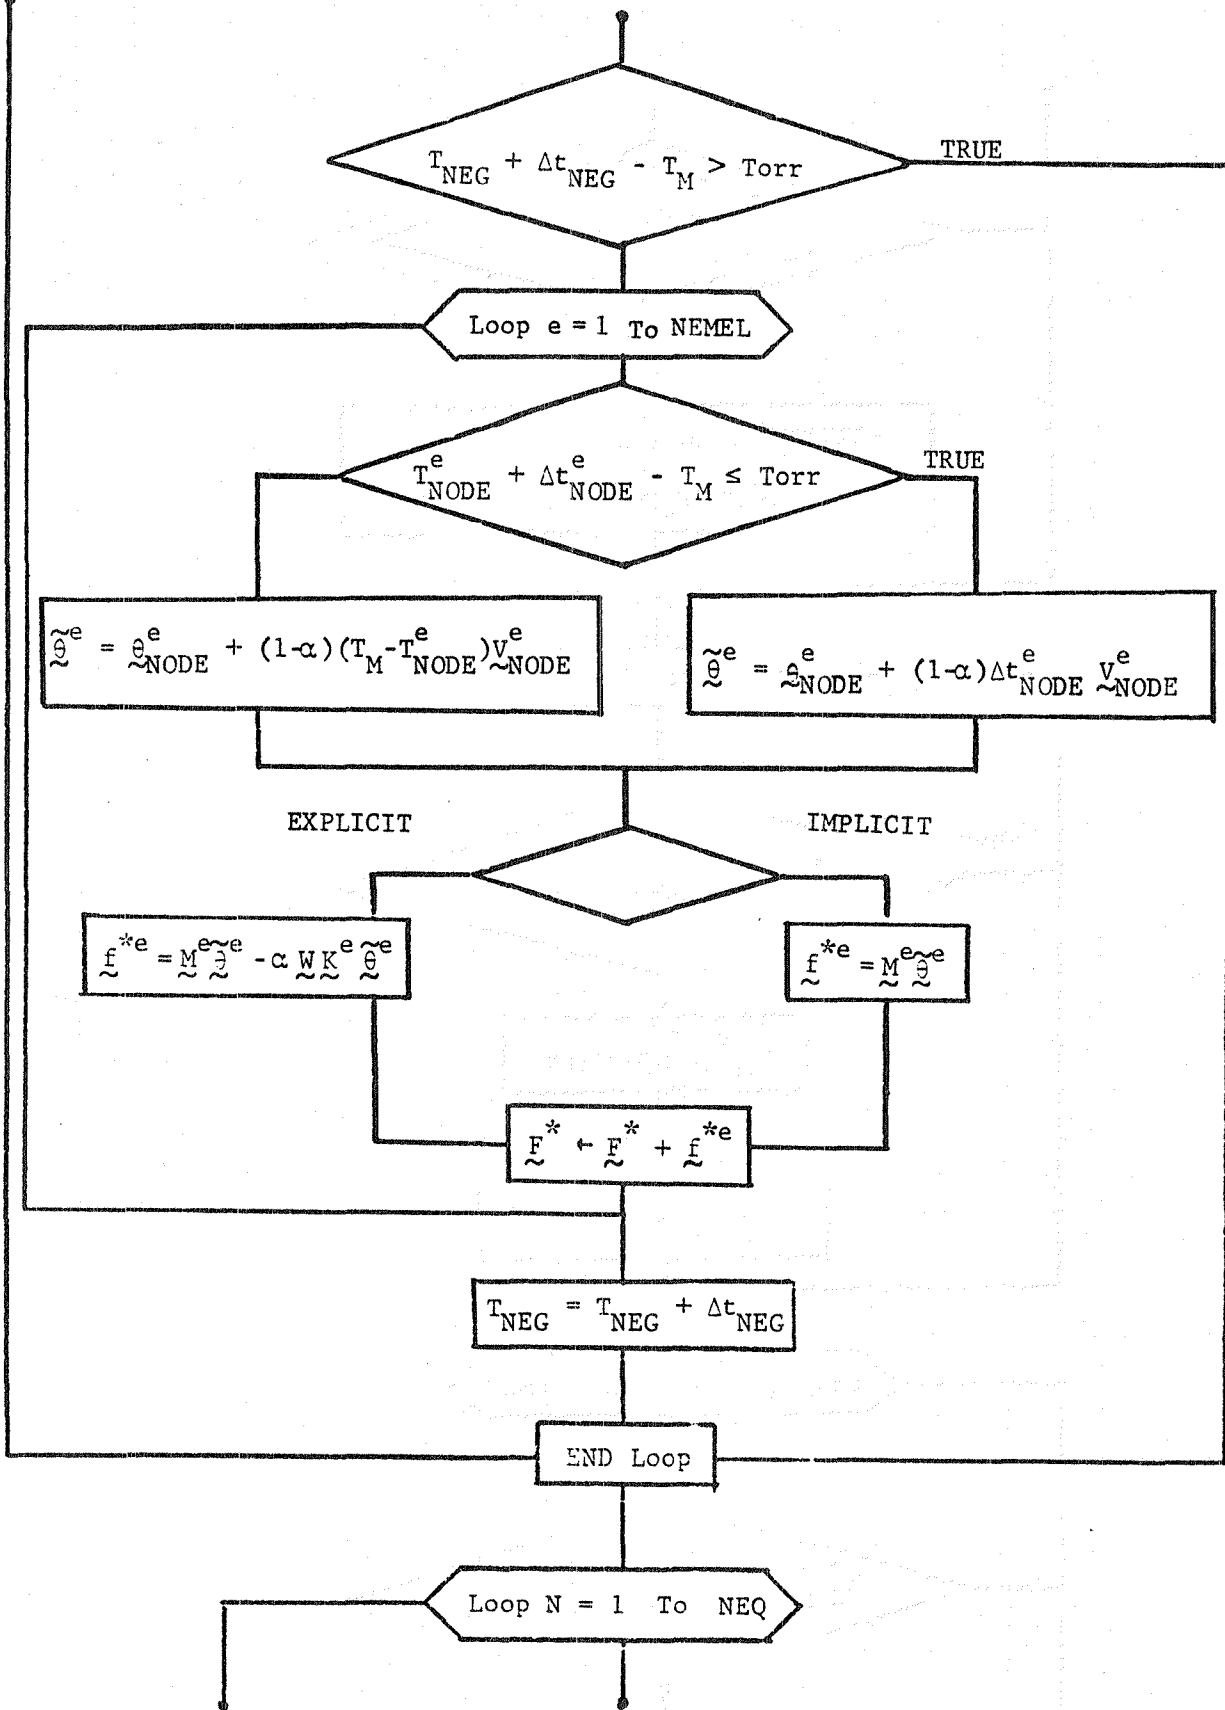 T_NEG + Δt_NEG - T_M > Torr
TRUE
Loop e = 1 To NEMEL
T^e_NODE + Δt^e_NODE - T_M ≤ Torr
TRUE
θ̃^e = θ^e_NODE + (1-α)(T_M-T^e_NODE)V^e_NODE
θ̃^e = θ^e_NODE + (1-α)Δt^e_NODE V^e_NODE
EXPLICIT
IMPLICIT
f^*e = M^e θ̃^e - α W K^e θ̃^e
f^*e = M^e θ̃^e
F^* ← F^* + f^*e
T_NEG = T_NEG + Δt_NEG
END Loop
Loop N = 1 To NEQ